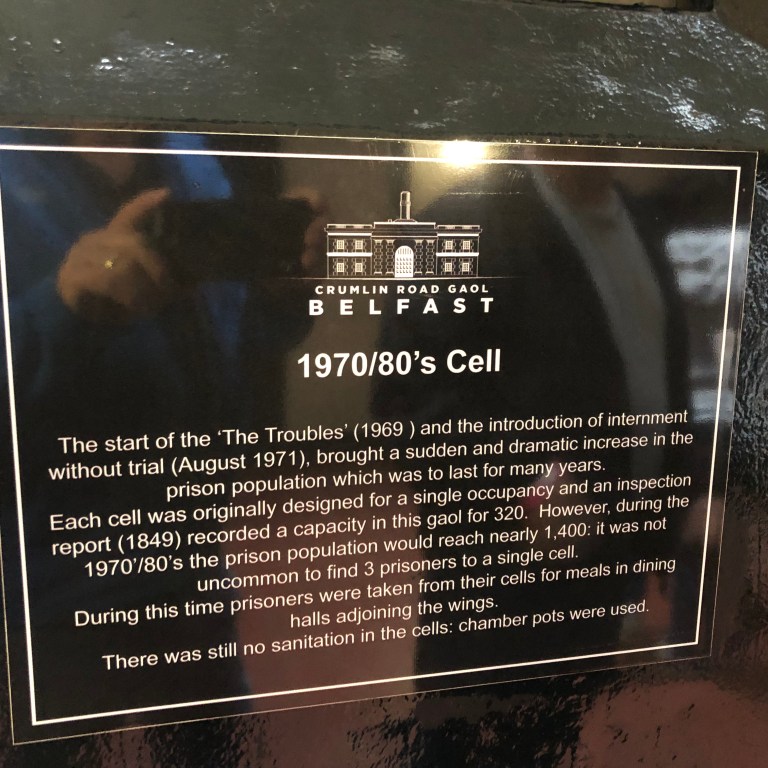 CRUMLIN ROAD GAOL
BELFAST
1970/80's Cell
The start of the 'The Troubles' (1969 ) and the introduction of internment
without trial (August 1971), brought a sudden and dramatic increase in the
prison population which was to last for many years.
Each cell was originally designed for a single occupancy and an inspection
report (1849) recorded a capacity in this gaol for 320. However, during the
1970'/80's the prison population would reach nearly 1,400: it was not
uncommon to find 3 prisoners to a single cell.
During this time prisoners were taken from their cells for meals in dining
halls adjoining the wings.
There was still no sanitation in the cells: chamber pots were used.